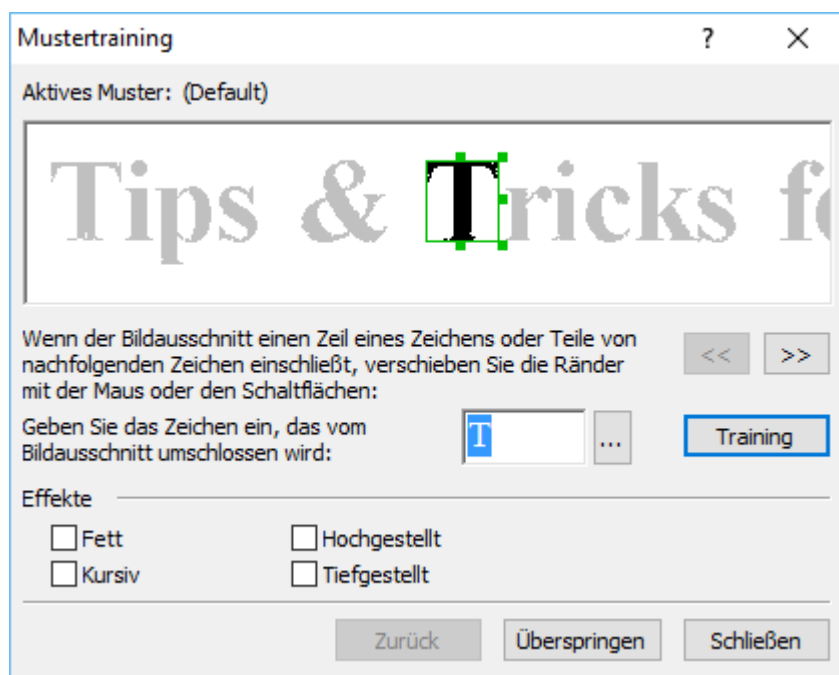 Mustertraining
Aktives Muster: (Default)
Tips & Tricks fo
Wenn der Bildausschnitt einen Zeil eines Zeichens oder Teile von
nachfolgenden Zeichen einschließt, verschieben Sie die Ränder
mit der Maus oder den Schaltflächen:
<< >>
Geben Sie das Zeichen ein, das vom
Bildausschnitt umschlossen wird:
T ... Training
Effekte
Fett Hochgestellt
Kursiv Tiefgestellt
Zurück Überspringen Schließen